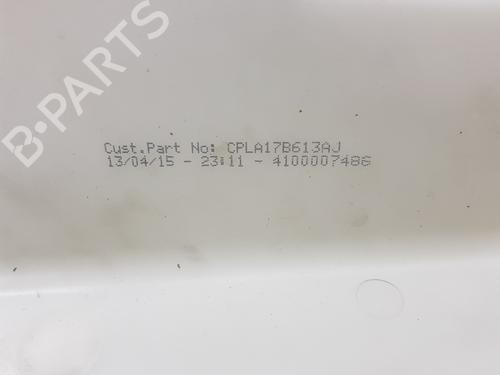 B-PARTS
Cust.Part No: CPLA17B613AJ
13/04/15 - 23:11 - 4100007486